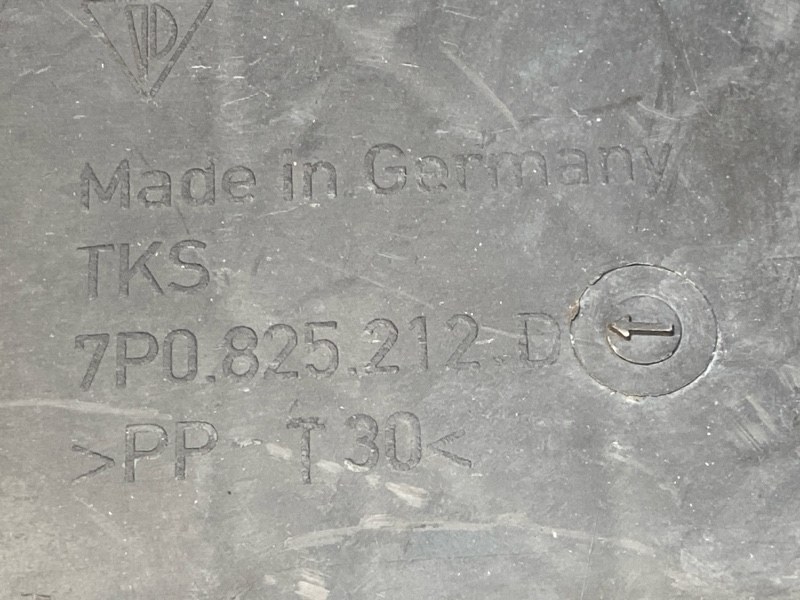 Made in Germany
TKS
7P0.825.212.D
>PP-T30<